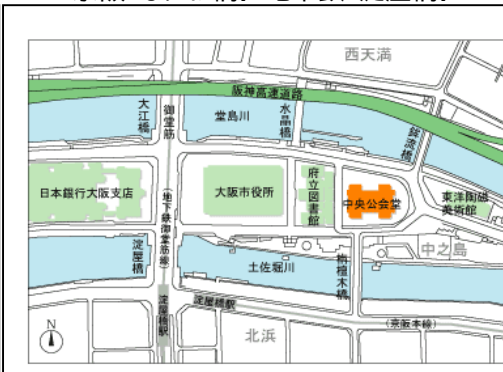 西天満
阪神高速道路
大江橋
御堂筋
堂島川
水晶橋
鉾流橋
日本銀行大阪支店
(地下鉄御堂筋線)
大阪市役所
府立図書館
中央公会堂
東洋陶磁
美術館
中之島
淀屋橋
土佐堀川
栴檀木橋
淀屋橋駅
淀屋橋駅
(京阪本線)
北浜
N